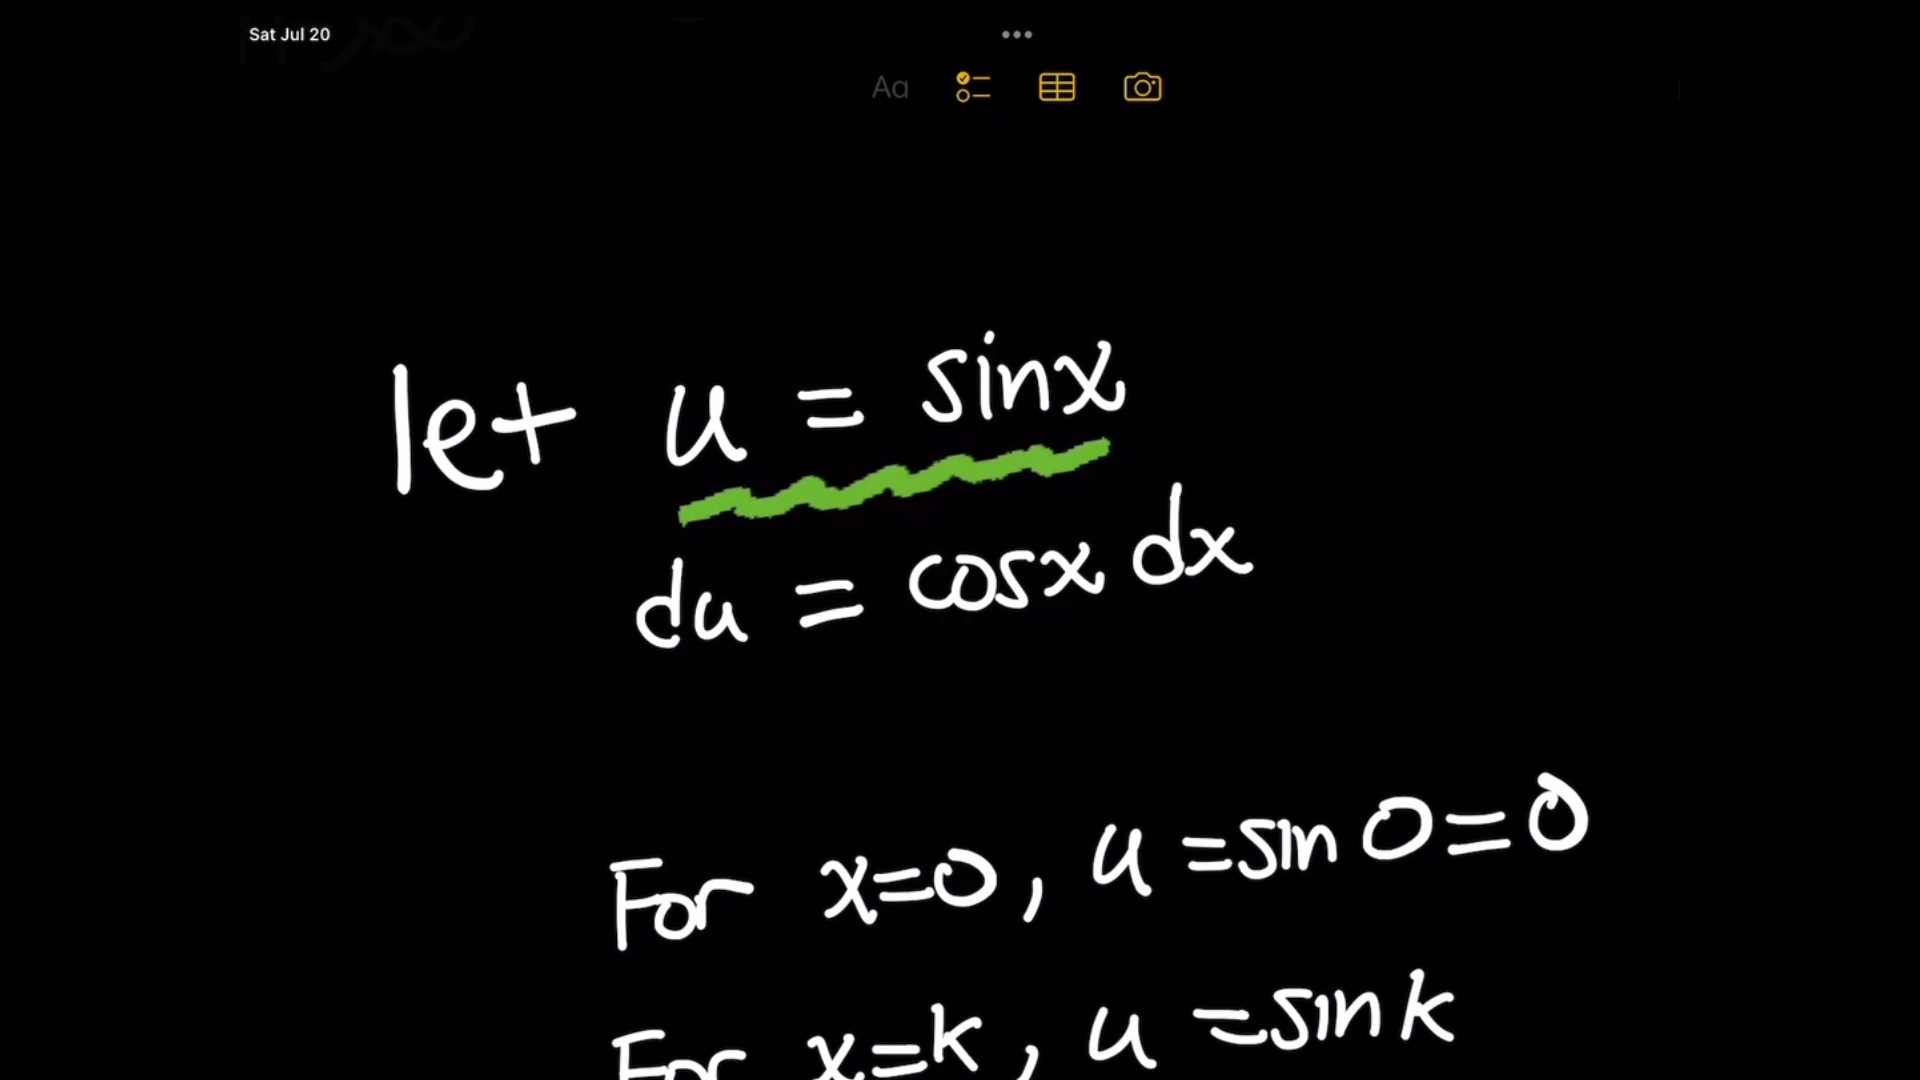 Sat Jul 20
Aa
let u = sinx
du = cosx dx
For x=0, u =sin 0=0
For x=k, u =sin k